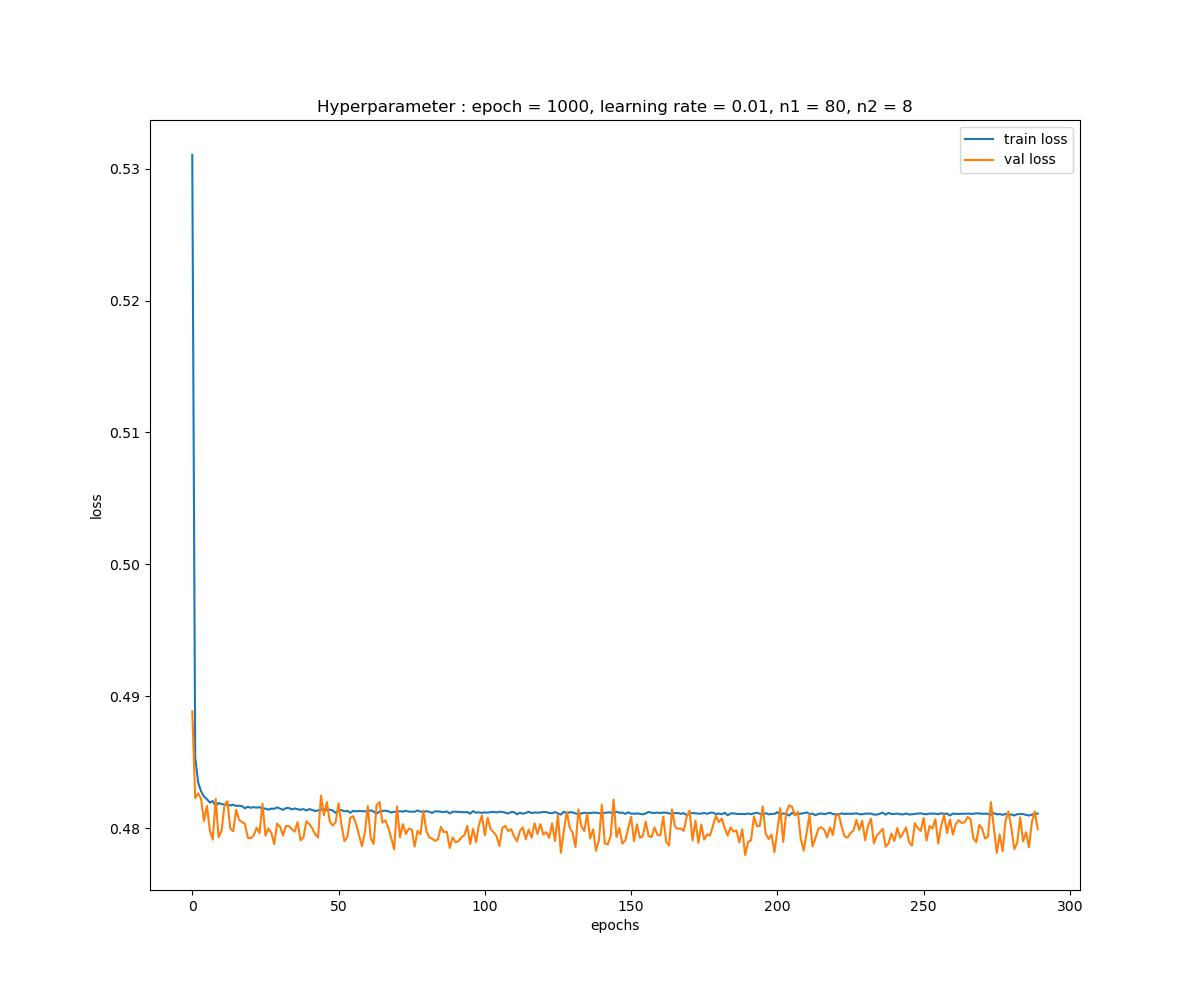 Hyperparameter : epoch = 1000, learning rate = 0.01, n1 = 80, n2 = 8
train loss
val loss
0.53
0.52
0.51
0.50
0.49
0.48
loss
0 50 100 150 200 250 300
epochs